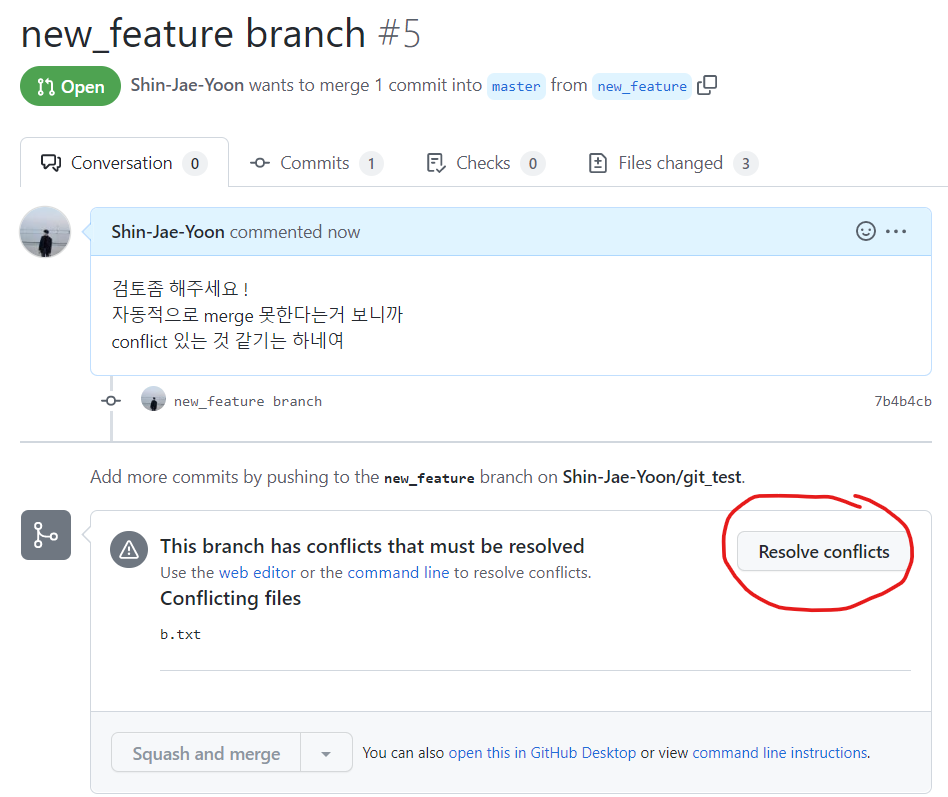 new_feature branch #5
Open Shin-Jae-Yoon wants to merge 1 commit into master from new_feature
Conversation 0 Commits 1 Checks 0 Files changed 3
Shin-Jae-Yoon commented now
검토좀 해주세요 !
자동적으로 merge 못한다는거 보니까
conflict 있는 것 같기는 하네여
new_feature branch 7b4b4cb
Add more commits by pushing to the new_feature branch on Shin-Jae-Yoon/git_test.
This branch has conflicts that must be resolved
Resolve conflicts
Use the web editor or the command line to resolve conflicts.
Conflicting files
b.txt
Squash and merge You can also open this in GitHub Desktop or view command line instructions.